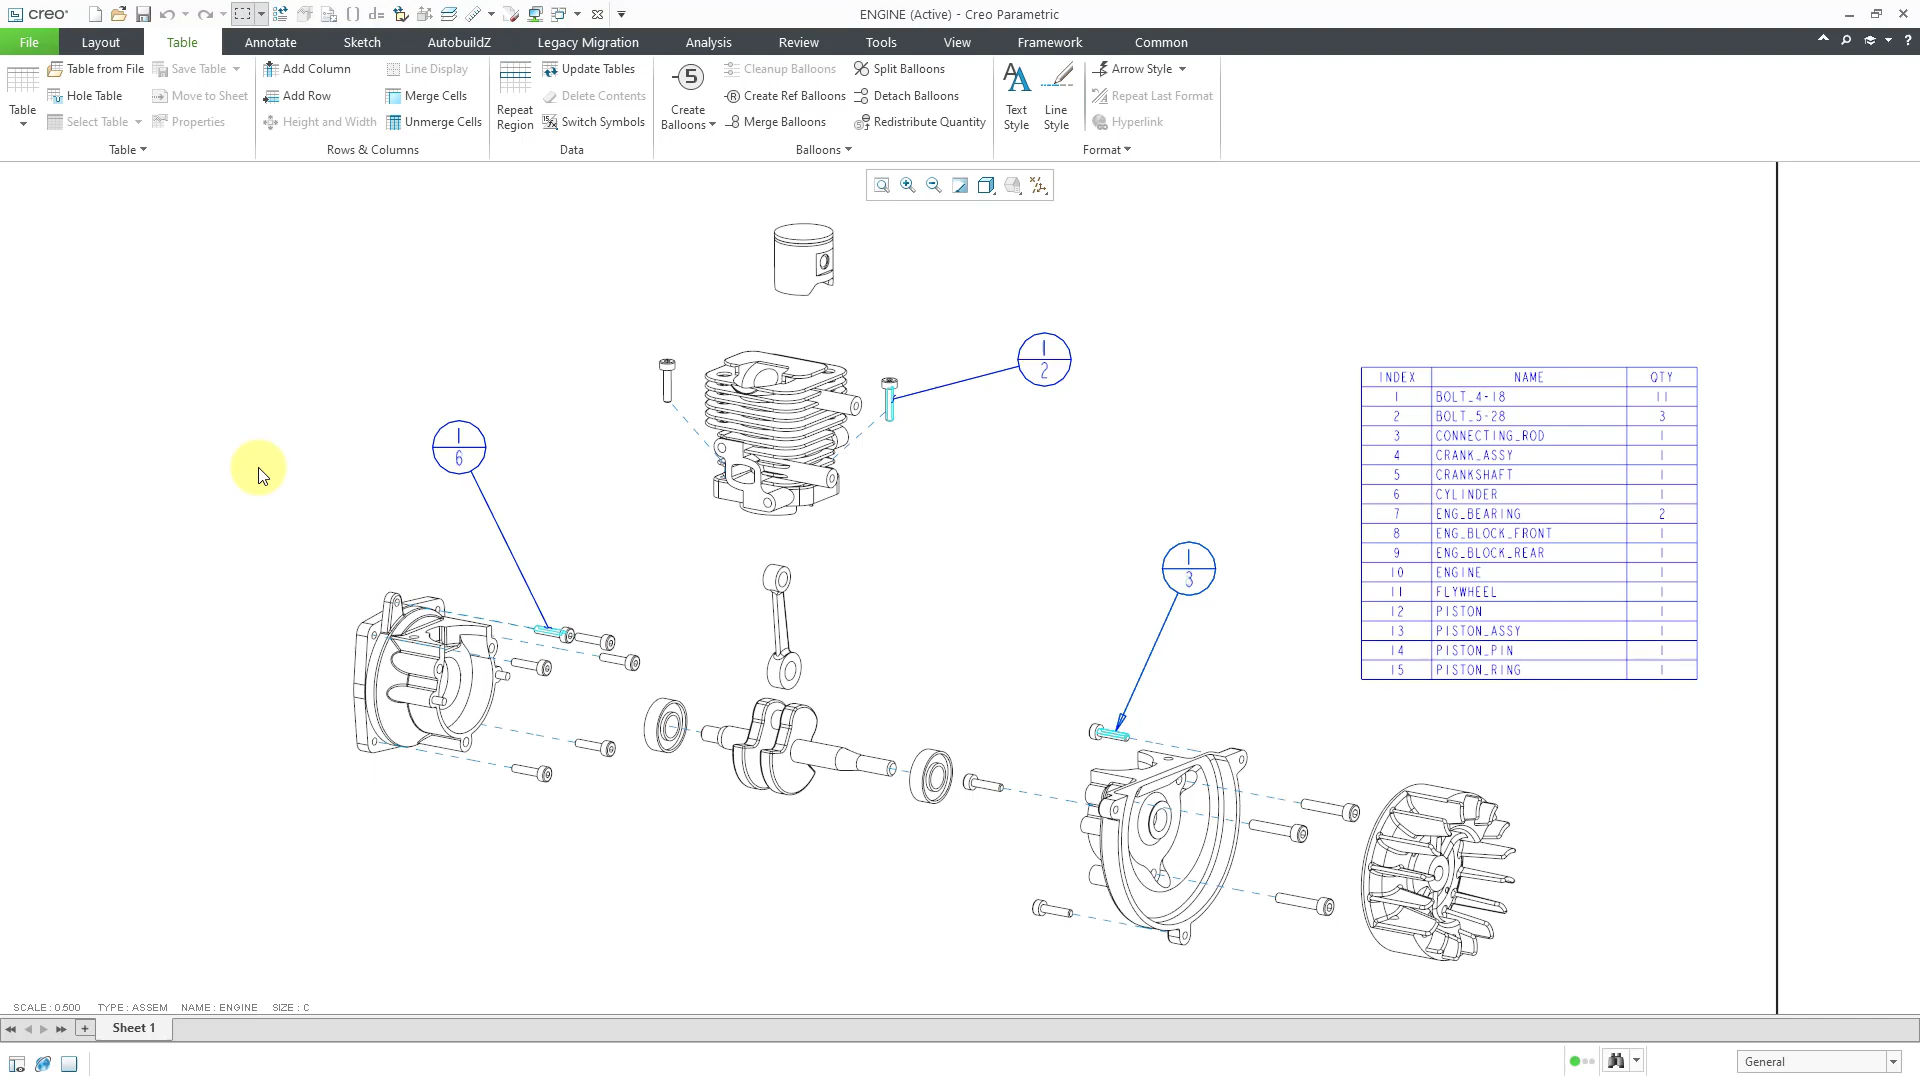 creo
ENGINE (Active) - Creo Parametric
File Layout Table Annotate Sketch AutobuildZ Legacy Migration Analysis Review Tools View Framework Common
Table
Table from File
Save Table
Hole Table
Move to Sheet
Select Table
Properties
Table
Add Column
Line Display
Add Row
Merge Cells
Height and Width
Unmerge Cells
Rows & Columns
Repeat Region
Update Tables
Delete Contents
Switch Symbols
Data
5
Create Balloons
Cleanup Balloons
Split Balloons
Create Ref Balloons
Detach Balloons
Merge Balloons
Redistribute Quantity
Balloons
Text Style
Line Style
Arrow Style
Repeat Last Format
Hyperlink
Format
1
2
1
6
1
3
INDEX NAME QTY
1 BOLT_4-18 11
2 BOLT_5-28 3
3 CONNECTING_ROD 1
4 CRANK_ASSY 1
5 CRANKSHAFT 1
6 CYLINDER 1
7 ENG_BEARING 2
8 ENG_BLOCK_FRONT 1
9 ENG_BLOCK_REAR 1
10 ENGINE 1
11 FLYWHEEL 1
12 PISTON 1
13 PISTON_ASSY 1
14 PISTON_PIN 1
15 PISTON_RING 1
SCALE : 0.500 TYPE : ASSEM NAME : ENGINE SIZE : C
Sheet 1
General